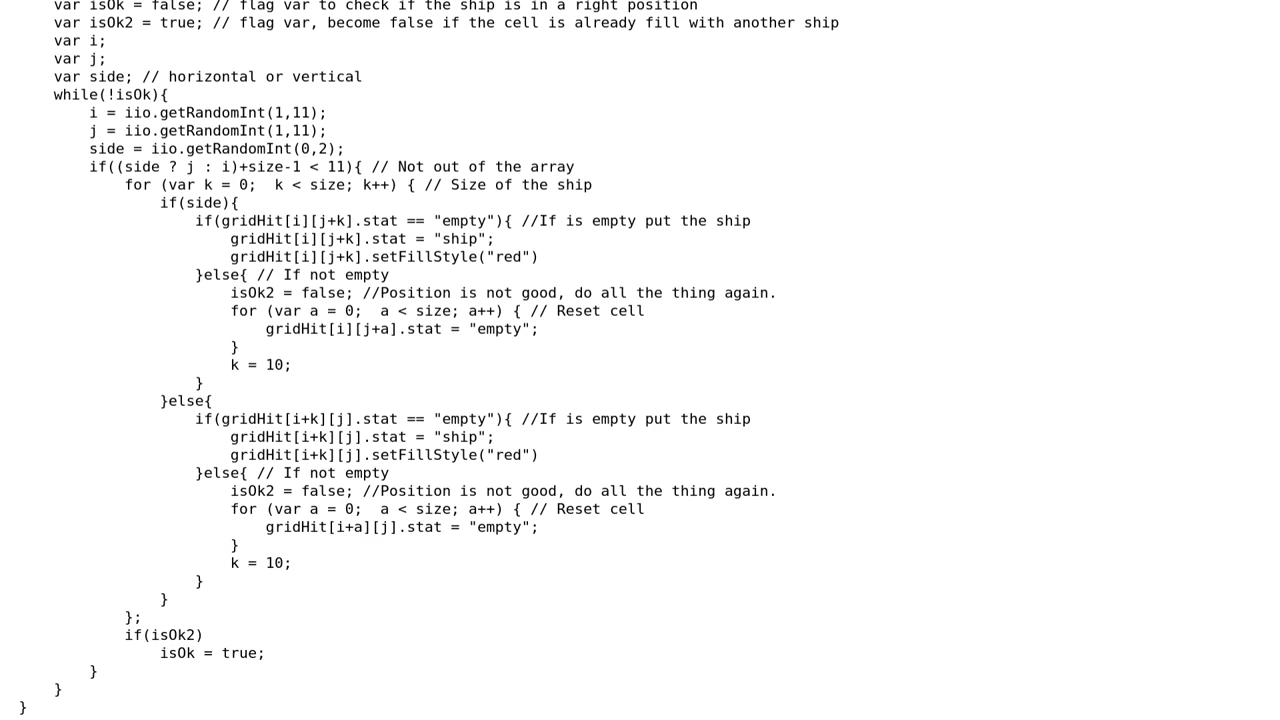 var isOk = false; // flag var to check if the ship is in a right position
var isOk2 = true; // flag var, become false if the cell is already fill with another ship
var i;
var j;
var side; // horizontal or vertical
while(!isOk){
i = iio.getRandomInt(1,11);
j = iio.getRandomInt(1,11);
side = iio.getRandomInt(0,2);
if((side ? j : i)+size-1 < 11){ // Not out of the array
for (var k = 0;  k < size; k++) { // Size of the ship
if(side){
if(gridHit[i][j+k].stat == "empty"){ //If is empty put the ship
gridHit[i][j+k].stat = "ship";
gridHit[i][j+k].setFillStyle("red")
}else{ // If not empty
isOk2 = false; //Position is not good, do all the thing again.
for (var a = 0;  a < size; a++) { // Reset cell
gridHit[i][j+a].stat = "empty";
}
k = 10;
}
}else{
if(gridHit[i+k][j].stat == "empty"){ //If is empty put the ship
gridHit[i+k][j].stat = "ship";
gridHit[i+k][j].setFillStyle("red")
}else{ // If not empty
isOk2 = false; //Position is not good, do all the thing again.
for (var a = 0;  a < size; a++) { // Reset cell
gridHit[i+a][j].stat = "empty";
}
k = 10;
}
}
};
if(isOk2)
isOk = true;
}
}
}